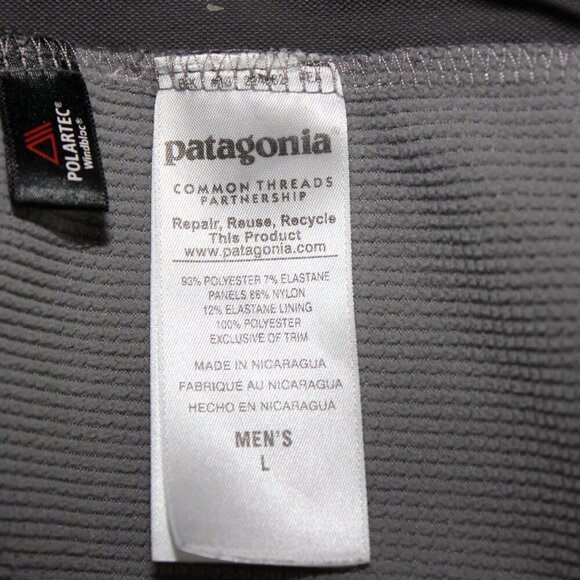 POLARTEC®
Windbloc®
patagonia®
COMMON THREADS
PARTNERSHIP
Repair, Reuse, Recycle
This Product
www.patagonia.com
93% POLYESTER 7% ELASTANE
PANELS 88% NYLON
12% ELASTANE LINING
100% POLYESTER
EXCLUSIVE OF TRIM
MADE IN NICARAGUA
FABRIQUÉ AU NICARAGUA
HECHO EN NICARAGUA
MEN'S
L